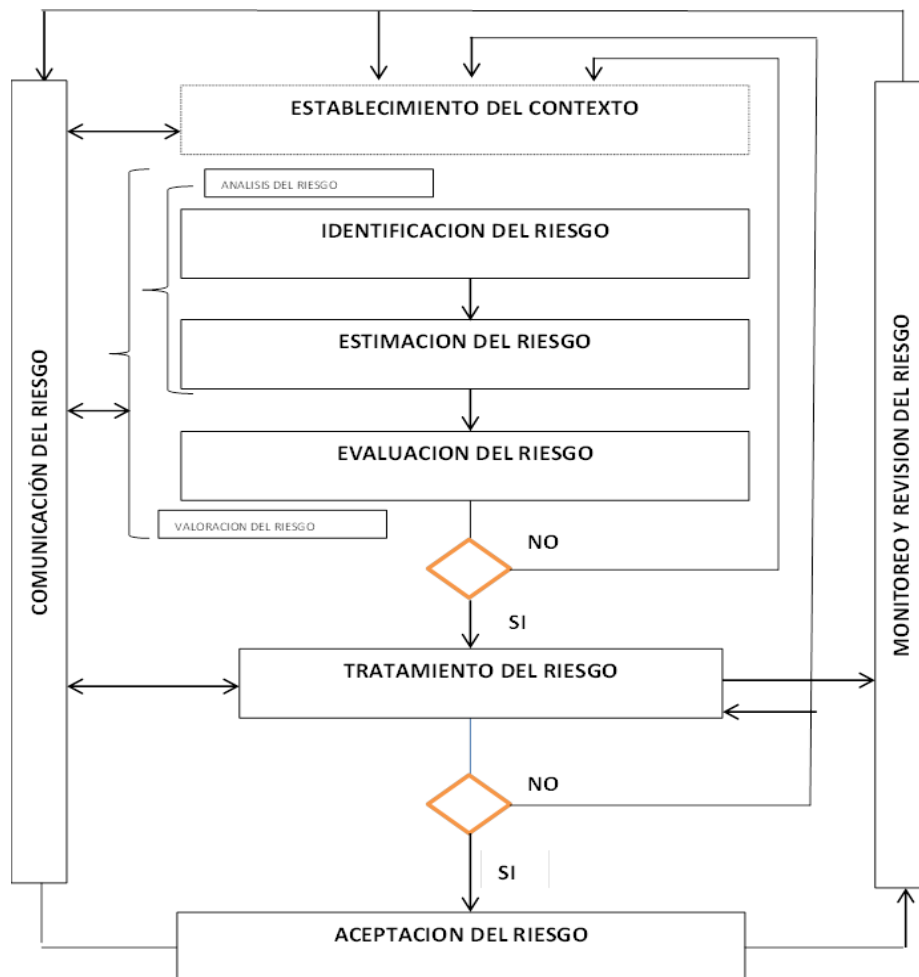 ESTABLECIMIENTO DEL CONTEXTO
ANALISIS DEL RIESGO
IDENTIFICACION DEL RIESGO
ESTIMACION DEL RIESGO
EVALUACION DEL RIESGO
VALORACION DEL RIESGO
NO
SI
TRATAMIENTO DEL RIESGO
NO
SI
ACEPTACION DEL RIESGO
COMUNICACIÓN DEL RIESGO
MONITOREO Y REVISION DEL RIESGO